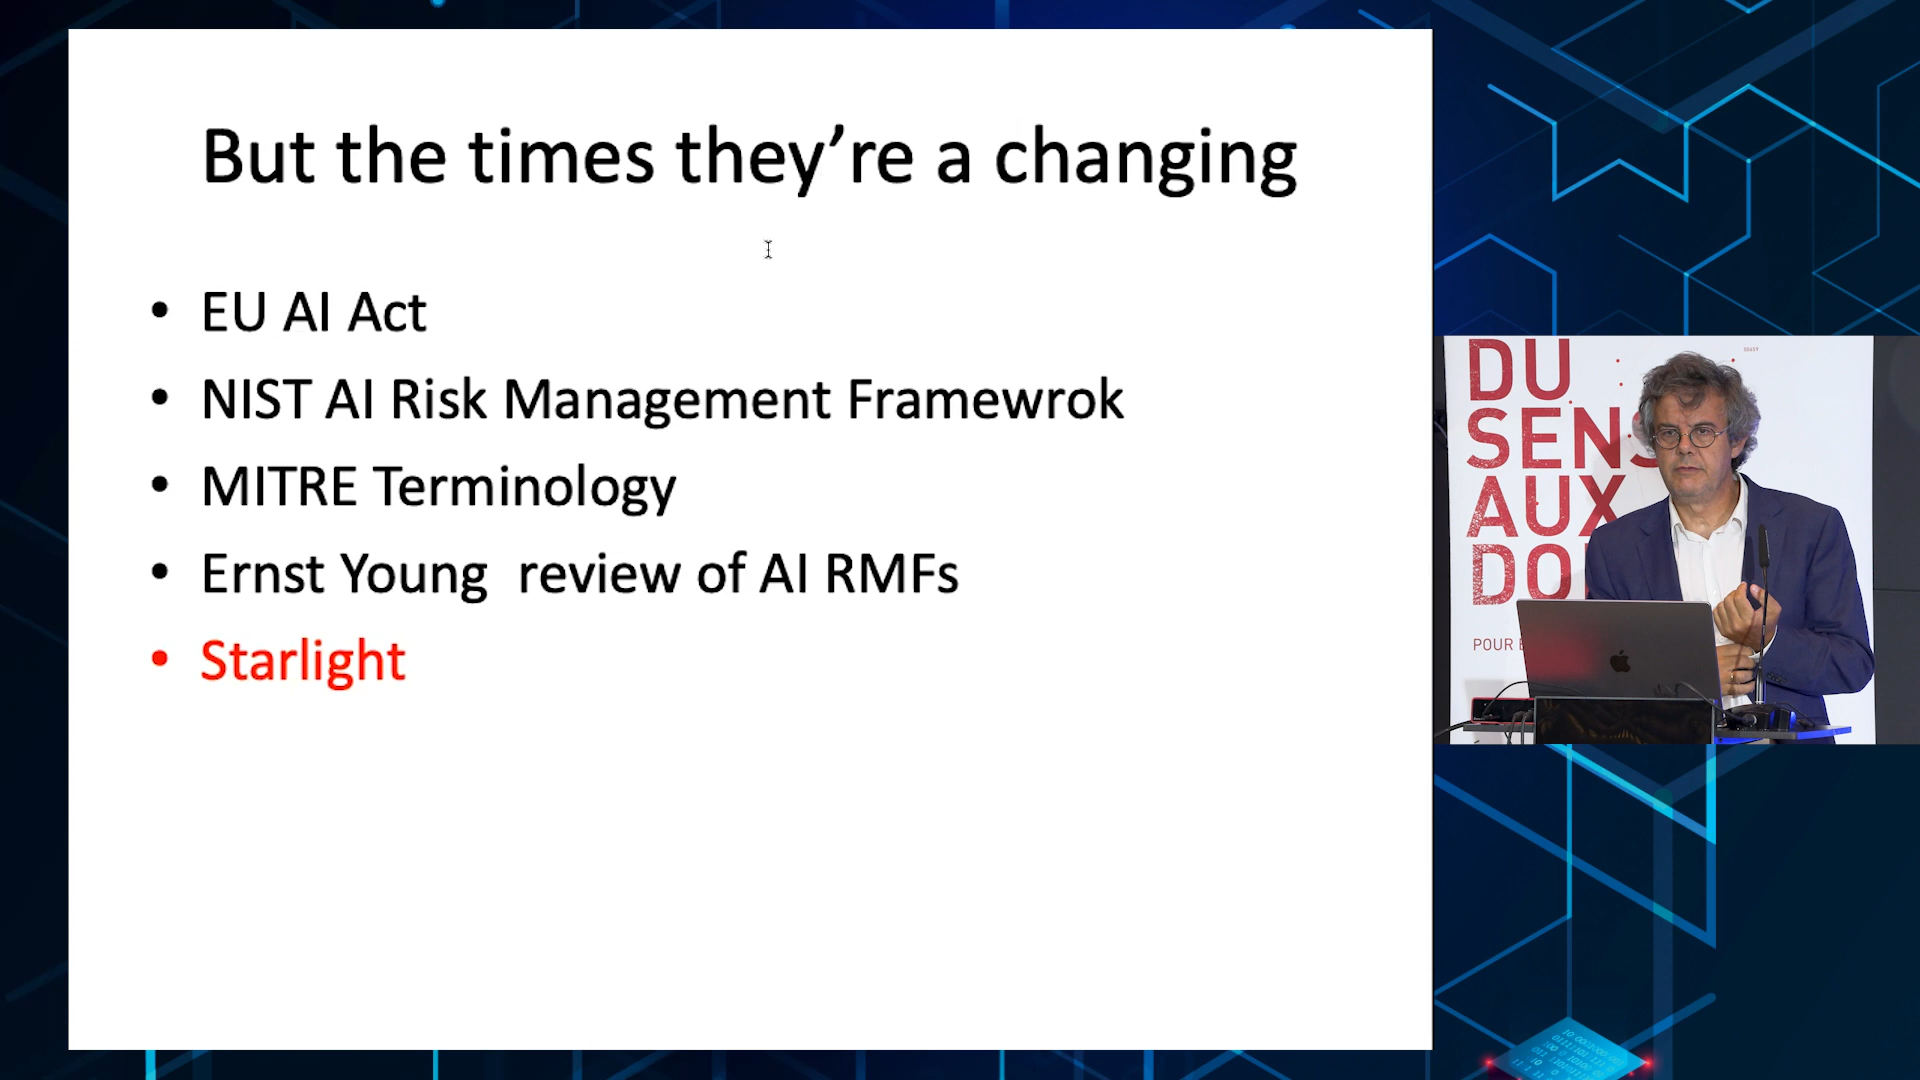 But the times they’re a changing
• EU AI Act
• NIST AI Risk Management Framewrok
• MITRE Terminology
• Ernst Young  review of AI RMFs
• Starlight
DU
SENS
AUX
DO
POUR